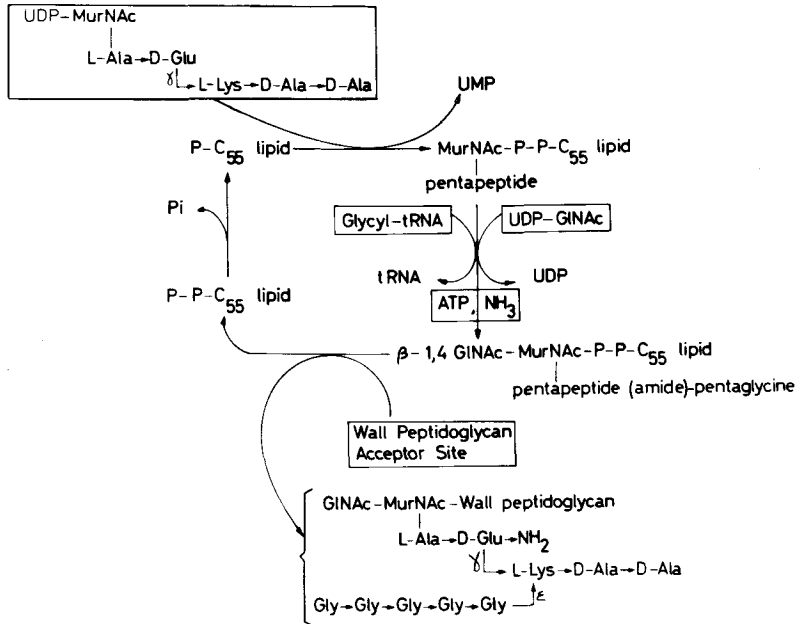 UDP-MurNAc
L-Ala→D-Glu
γ L-Lys→D-Ala→D-Ala
UMP
P-C55 lipid
MurNAc-P-P-C55 lipid
pentapeptide
Pi
Glycyl-tRNA
UDP-GlNAc
tRNA
UDP
P-P-C55 lipid
ATP, NH3
β-1,4 GlNAc-MurNAc-P-P-C55 lipid
pentapeptide (amide)-pentaglycine
Wall Peptidoglycan
Acceptor Site
GlNAc-MurNAc-Wall peptidoglycan
L-Ala→D-Glu→NH2
γ L-Lys→D-Ala→D-Ala
Gly→Gly→Gly→Gly→Gly ε